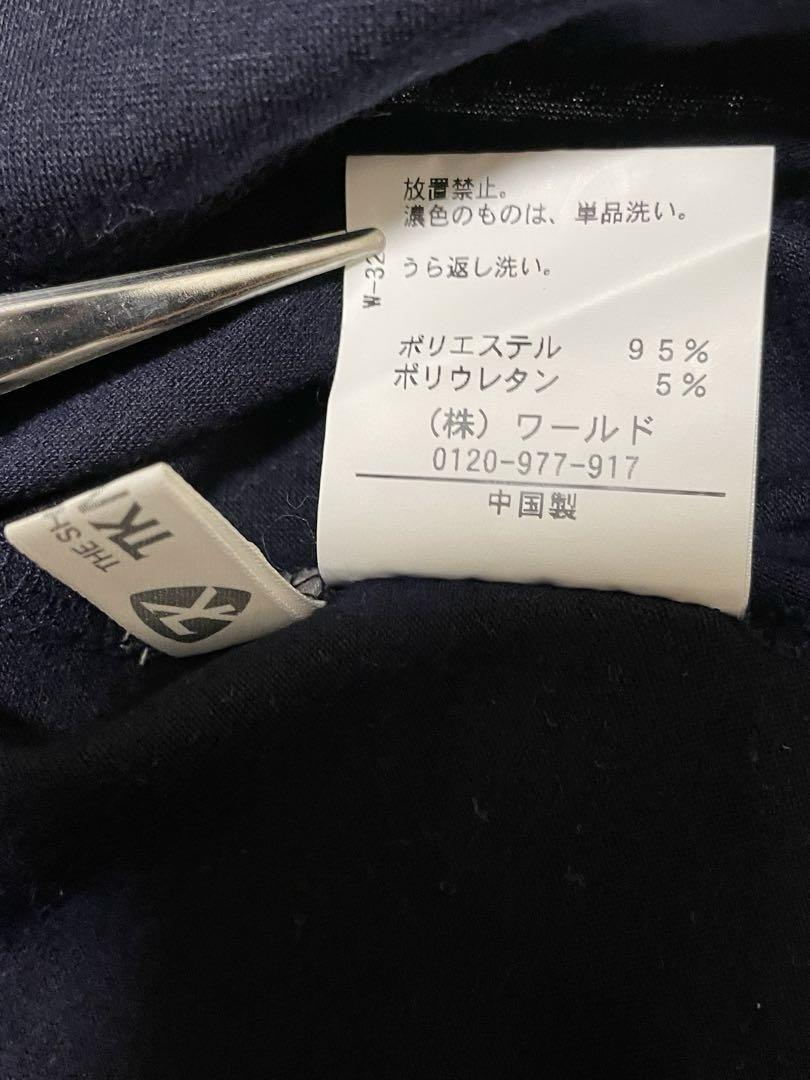 放置禁止。
濃色のものは、単品洗い。
うら返し洗い。
W-32
ポリエステル 95%
ポリウレタン 5%
(株)ワールド
0120-977-917
中国製
THE
TK